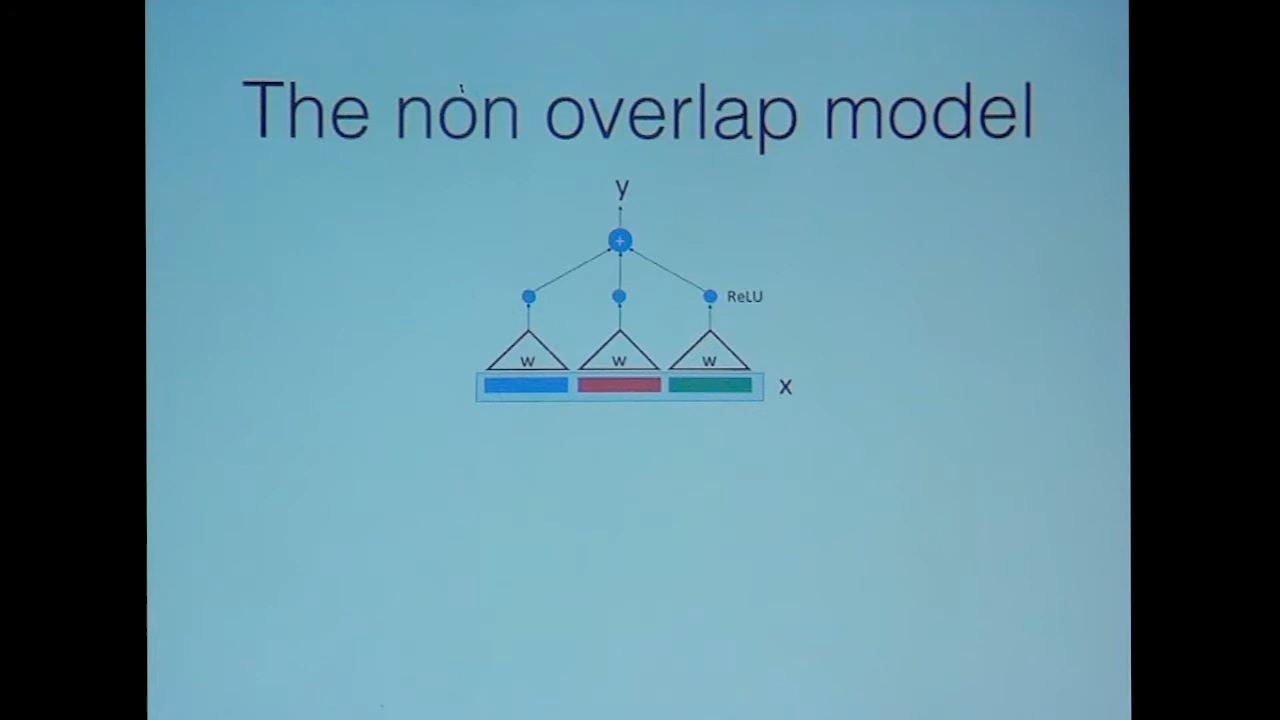 The non overlap model
y
+
ReLU
w w w
x